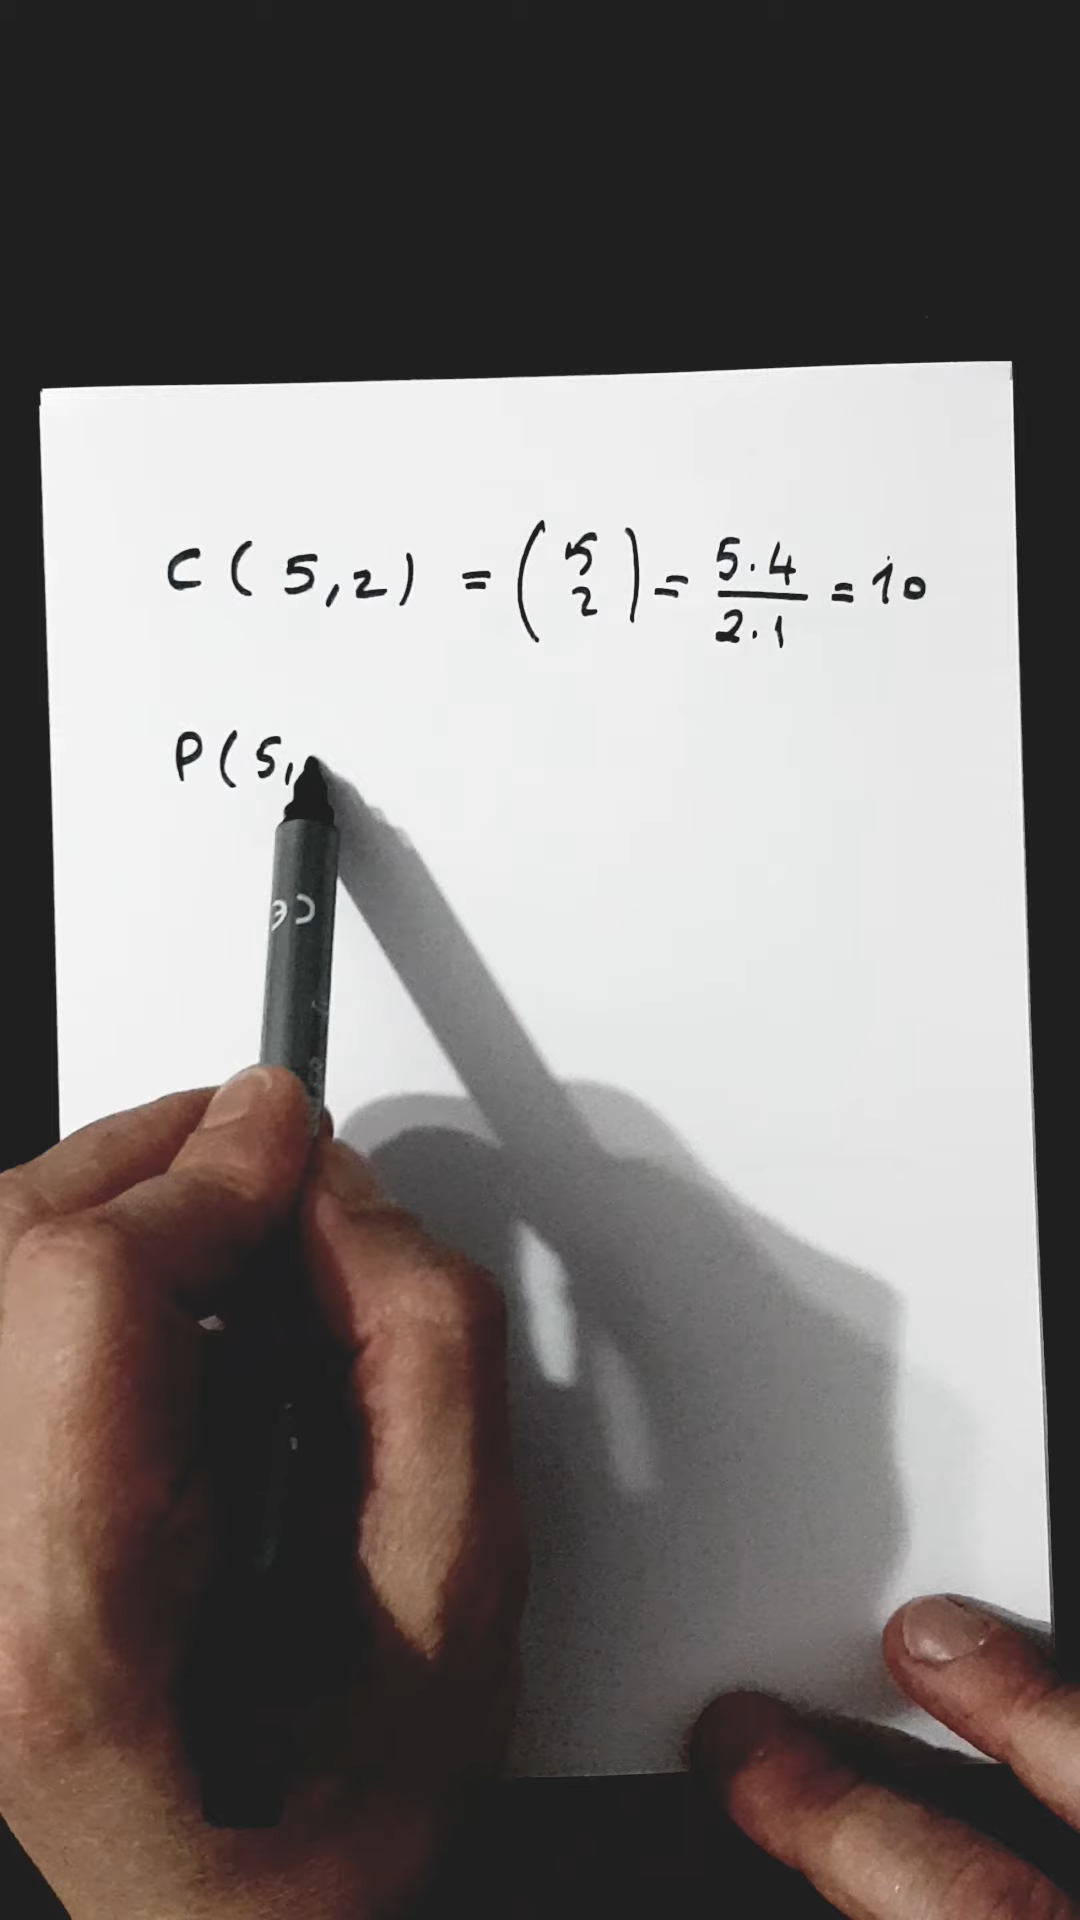 C ( 5,2) = (5 2) = 5.4/2.1 = 10
P ( 5,